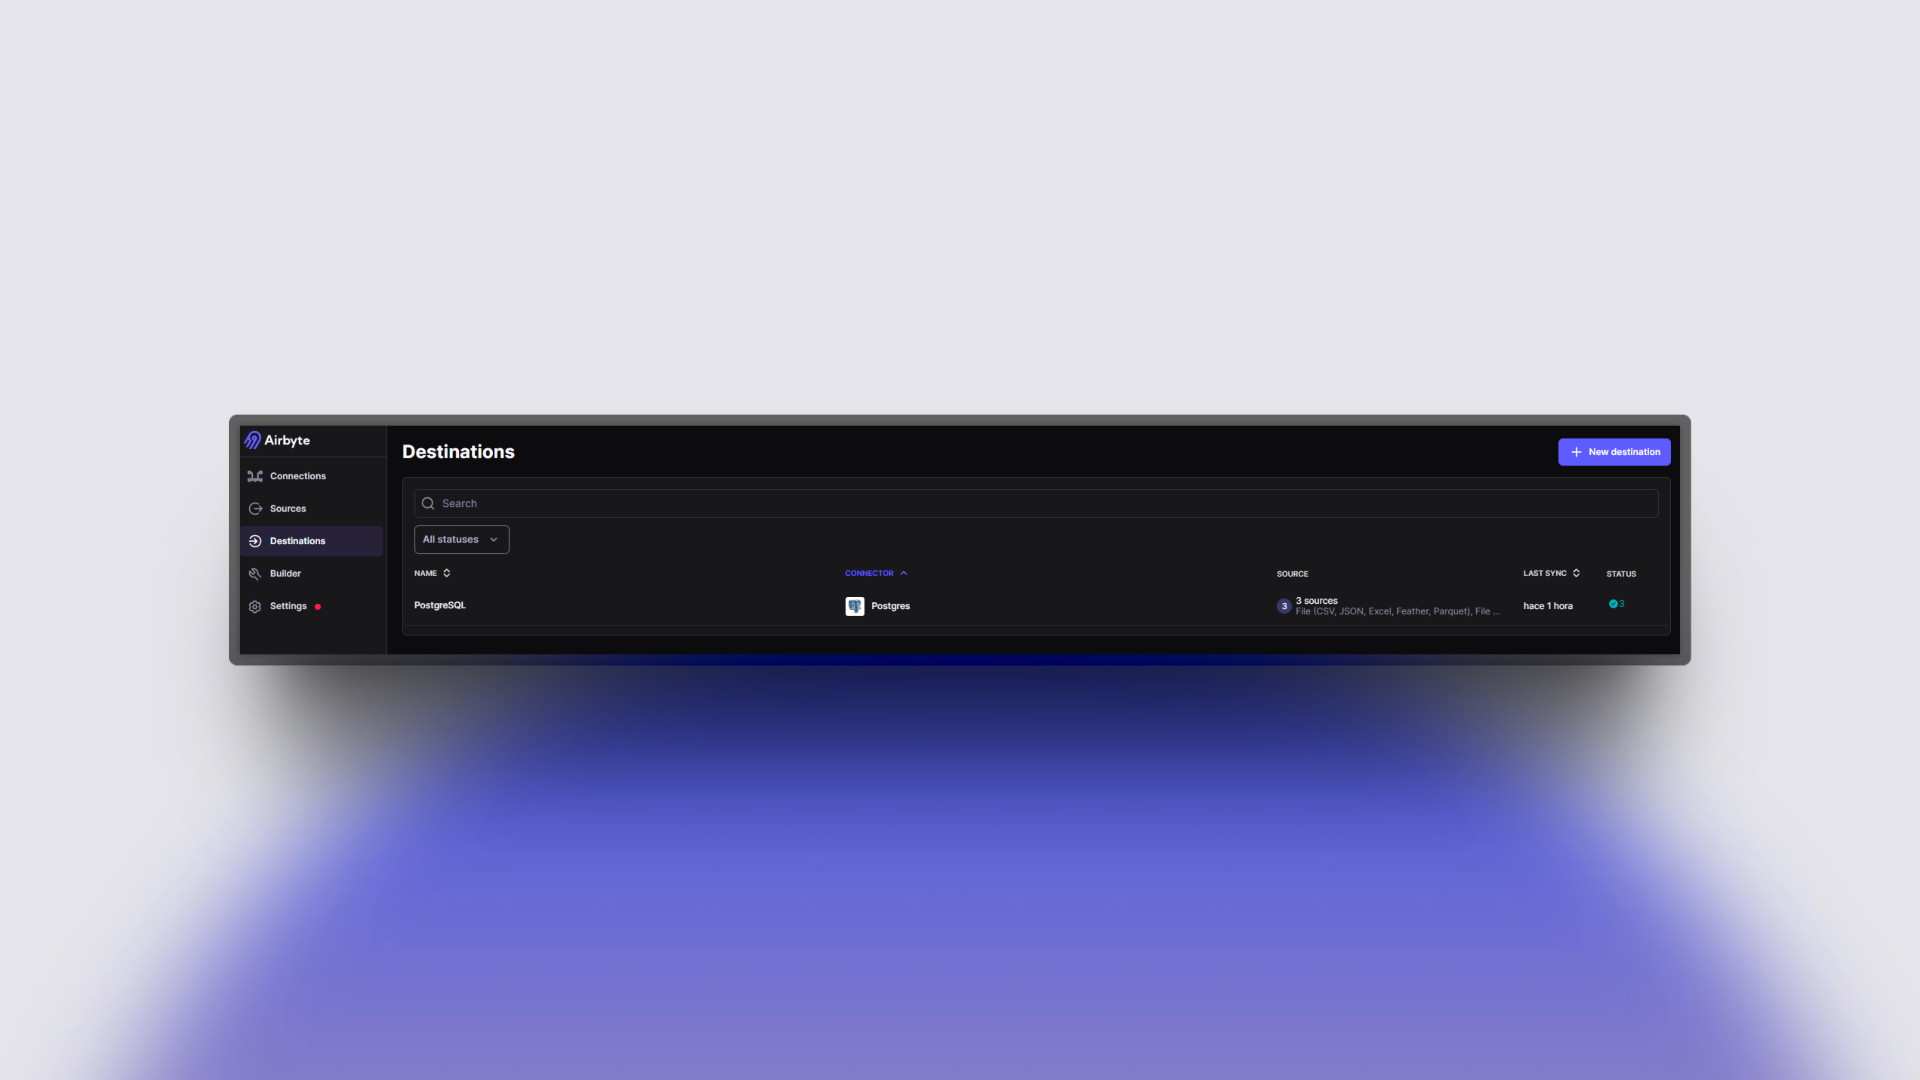 Airbyte
Connections
Sources
Destinations
Builder
Settings
Destinations
+ New destination
Search
All statuses
NAME CONNECTOR SOURCE LAST SYNC STATUS
PostgreSQL Postgres 3 3 sources hace 1 hora 3
File (CSV, JSON, Excel, Feather, Parquet), File ...